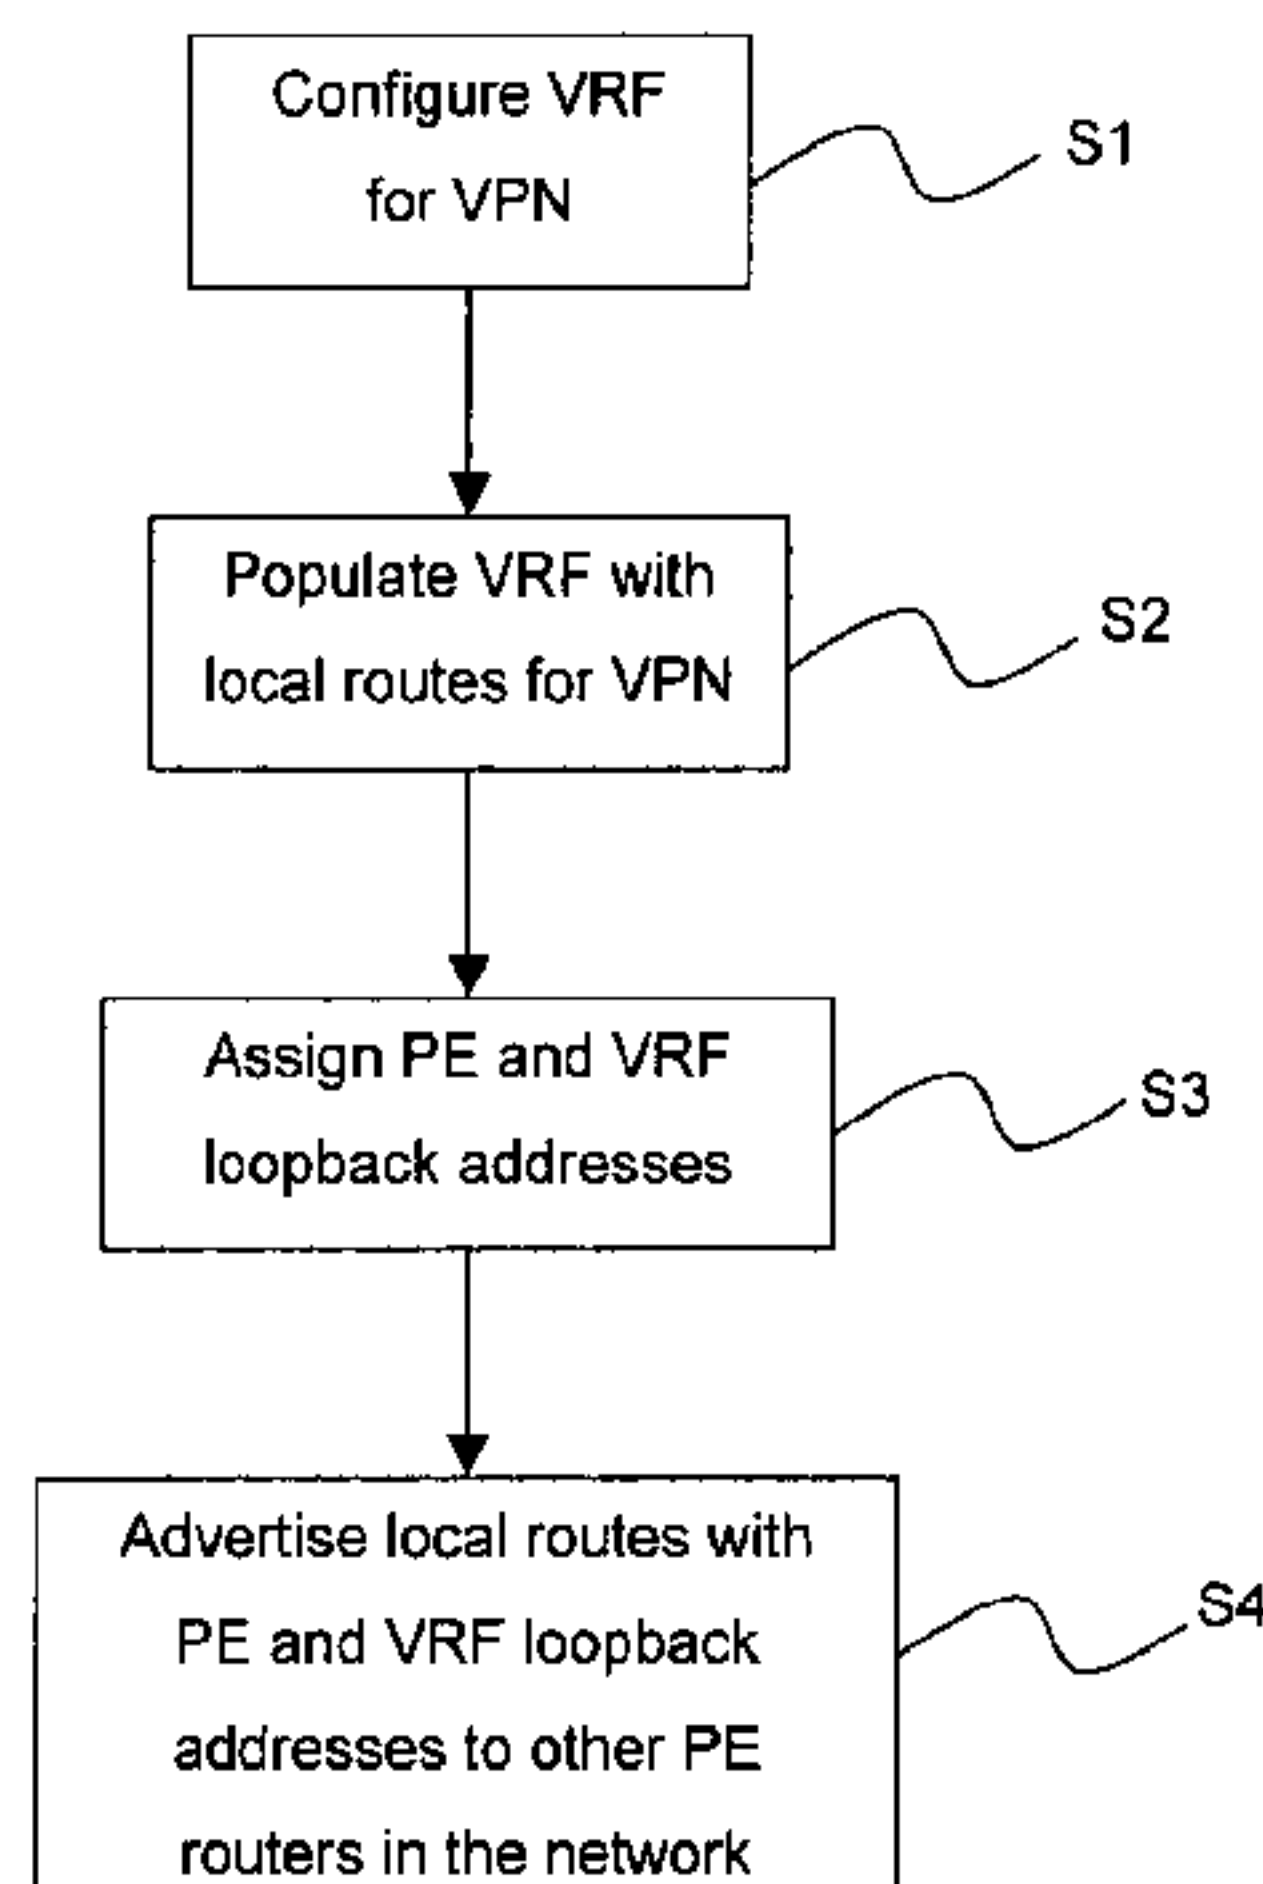 Configure VRF
for VPN
S1
Populate VRF with
local routes for VPN
S2
Assign PE and VRF
loopback addresses
S3
Advertise local routes with
PE and VRF loopback
addresses to other PE
routers in the network
S4